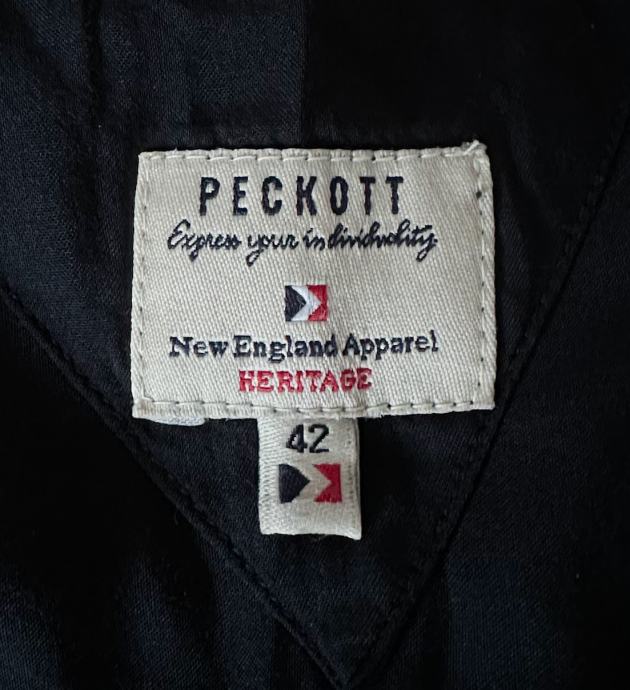 PECKOTT
Express your individuality
New England Apparel
HERITAGE
42